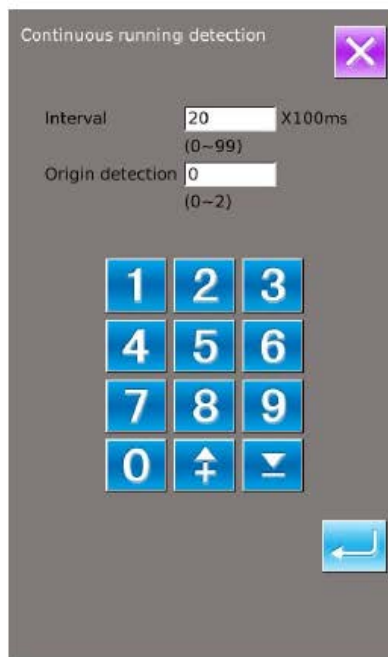 Continuous running detection
Interval 20 X100ms
(0~99)
Origin detection 0
(0~2)
1 2 3
4 5 6
7 8 9
0